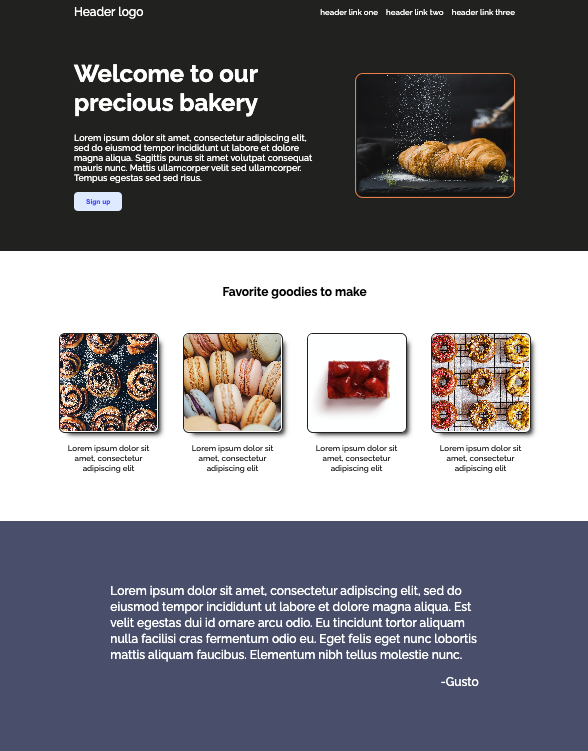 Header logo
header link one header link two header link three
Welcome to our
precious bakery
Lorem ipsum dolor sit amet, consectetur adipiscing elit,
sed do eiusmod tempor incididunt ut labore et dolore
magna aliqua. Sagittis purus sit amet volutpat consequat
mauris nunc. Mattis ullamcorper velit sed ullamcorper.
Tempus egestas sed sed risus.
Sign up
Favorite goodies to make
Lorem ipsum dolor sit
amet, consectetur
adipiscing elit
Lorem ipsum dolor sit
amet, consectetur
adipiscing elit
Lorem ipsum dolor sit
amet, consectetur
adipiscing elit
Lorem ipsum dolor sit
amet, consectetur
adipiscing elit
Lorem ipsum dolor sit amet, consectetur adipiscing elit, sed do
eiusmod tempor incididunt ut labore et dolore magna aliqua. Est
velit egestas dui id ornare arcu odio. Eu tincidunt tortor aliquam
nulla facilisi cras fermentum odio eu. Eget felis eget nunc lobortis
mattis aliquam faucibus. Elementum nibh tellus molestie nunc.
-Gusto